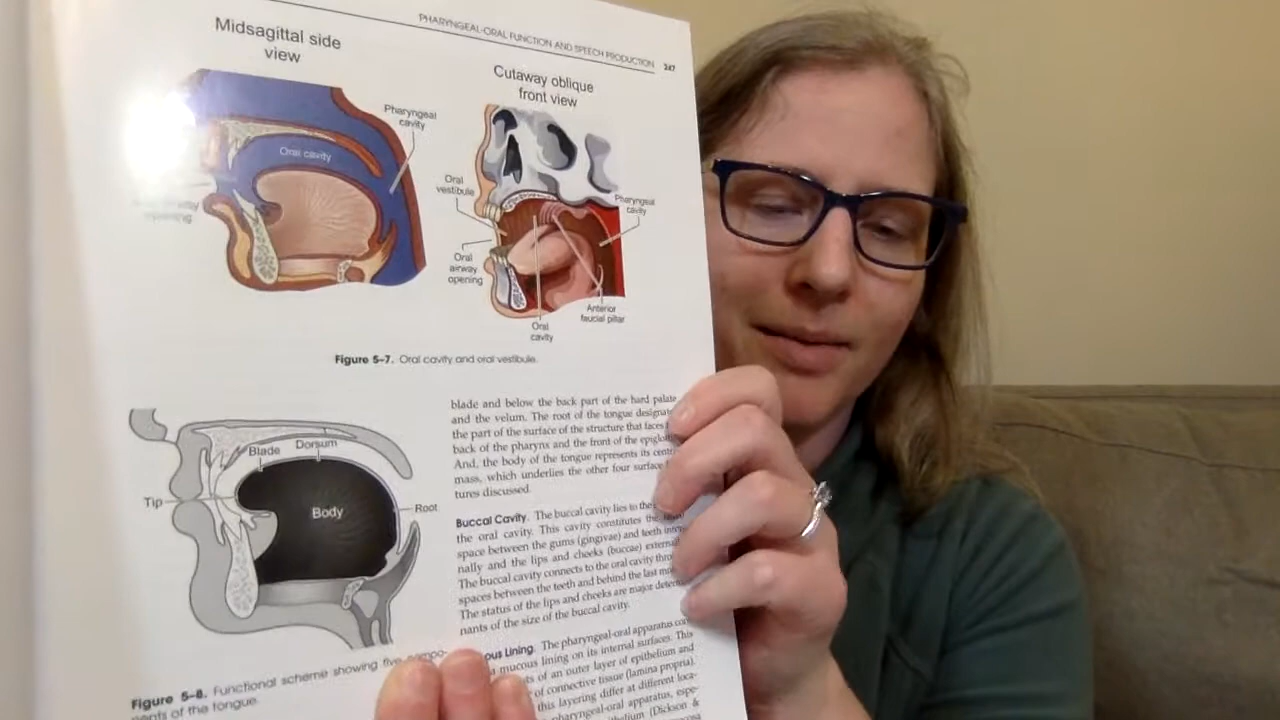 PHARYNGEAL-ORAL FUNCTION AND SPEECH PRODUCTION 247
Midsagittal side
view
Pharyngeal
cavity
Oral cavity
opening
Cutaway oblique
front view
Oral
vestibule
Pharyngeal
cavity
Oral
airway
opening
Anterior
faucial pillar
Oral
cavity
Figure 5-7. Oral cavity and oral vestibule.
Blade
Dorsum
Tip
Body
Root
Figure 5-8. Functional scheme showing five compo-
nents of the tongue.
blade and below the back part of the hard palate
and the velum. The root of the tongue
the part of the surface of the structure that faces
back of the pharynx and the front of the
And, the body of the tongue represents its
mass, which underlies the other four surface
tures discussed.
Buccal Cavity. The buccal cavity lies to the
the oral cavity. This cavity constitutes the
space between the gums (gingivae) and teeth
nally and the lips and cheeks (buccae)
The buccal cavity connects to the oral cavity
spaces between the teeth and behind the last
The status of the lips and cheeks are major
nants of the size of the buccal cavity.
Lining. The pharyngeal-oral apparatus
mucous lining on its internal surfaces. This
of an outer layer of epithelium and
of connective tissue (lamina propria).
this layering differ at different loca-
pharyngeal-oral apparatus, espe-
(Dickson &